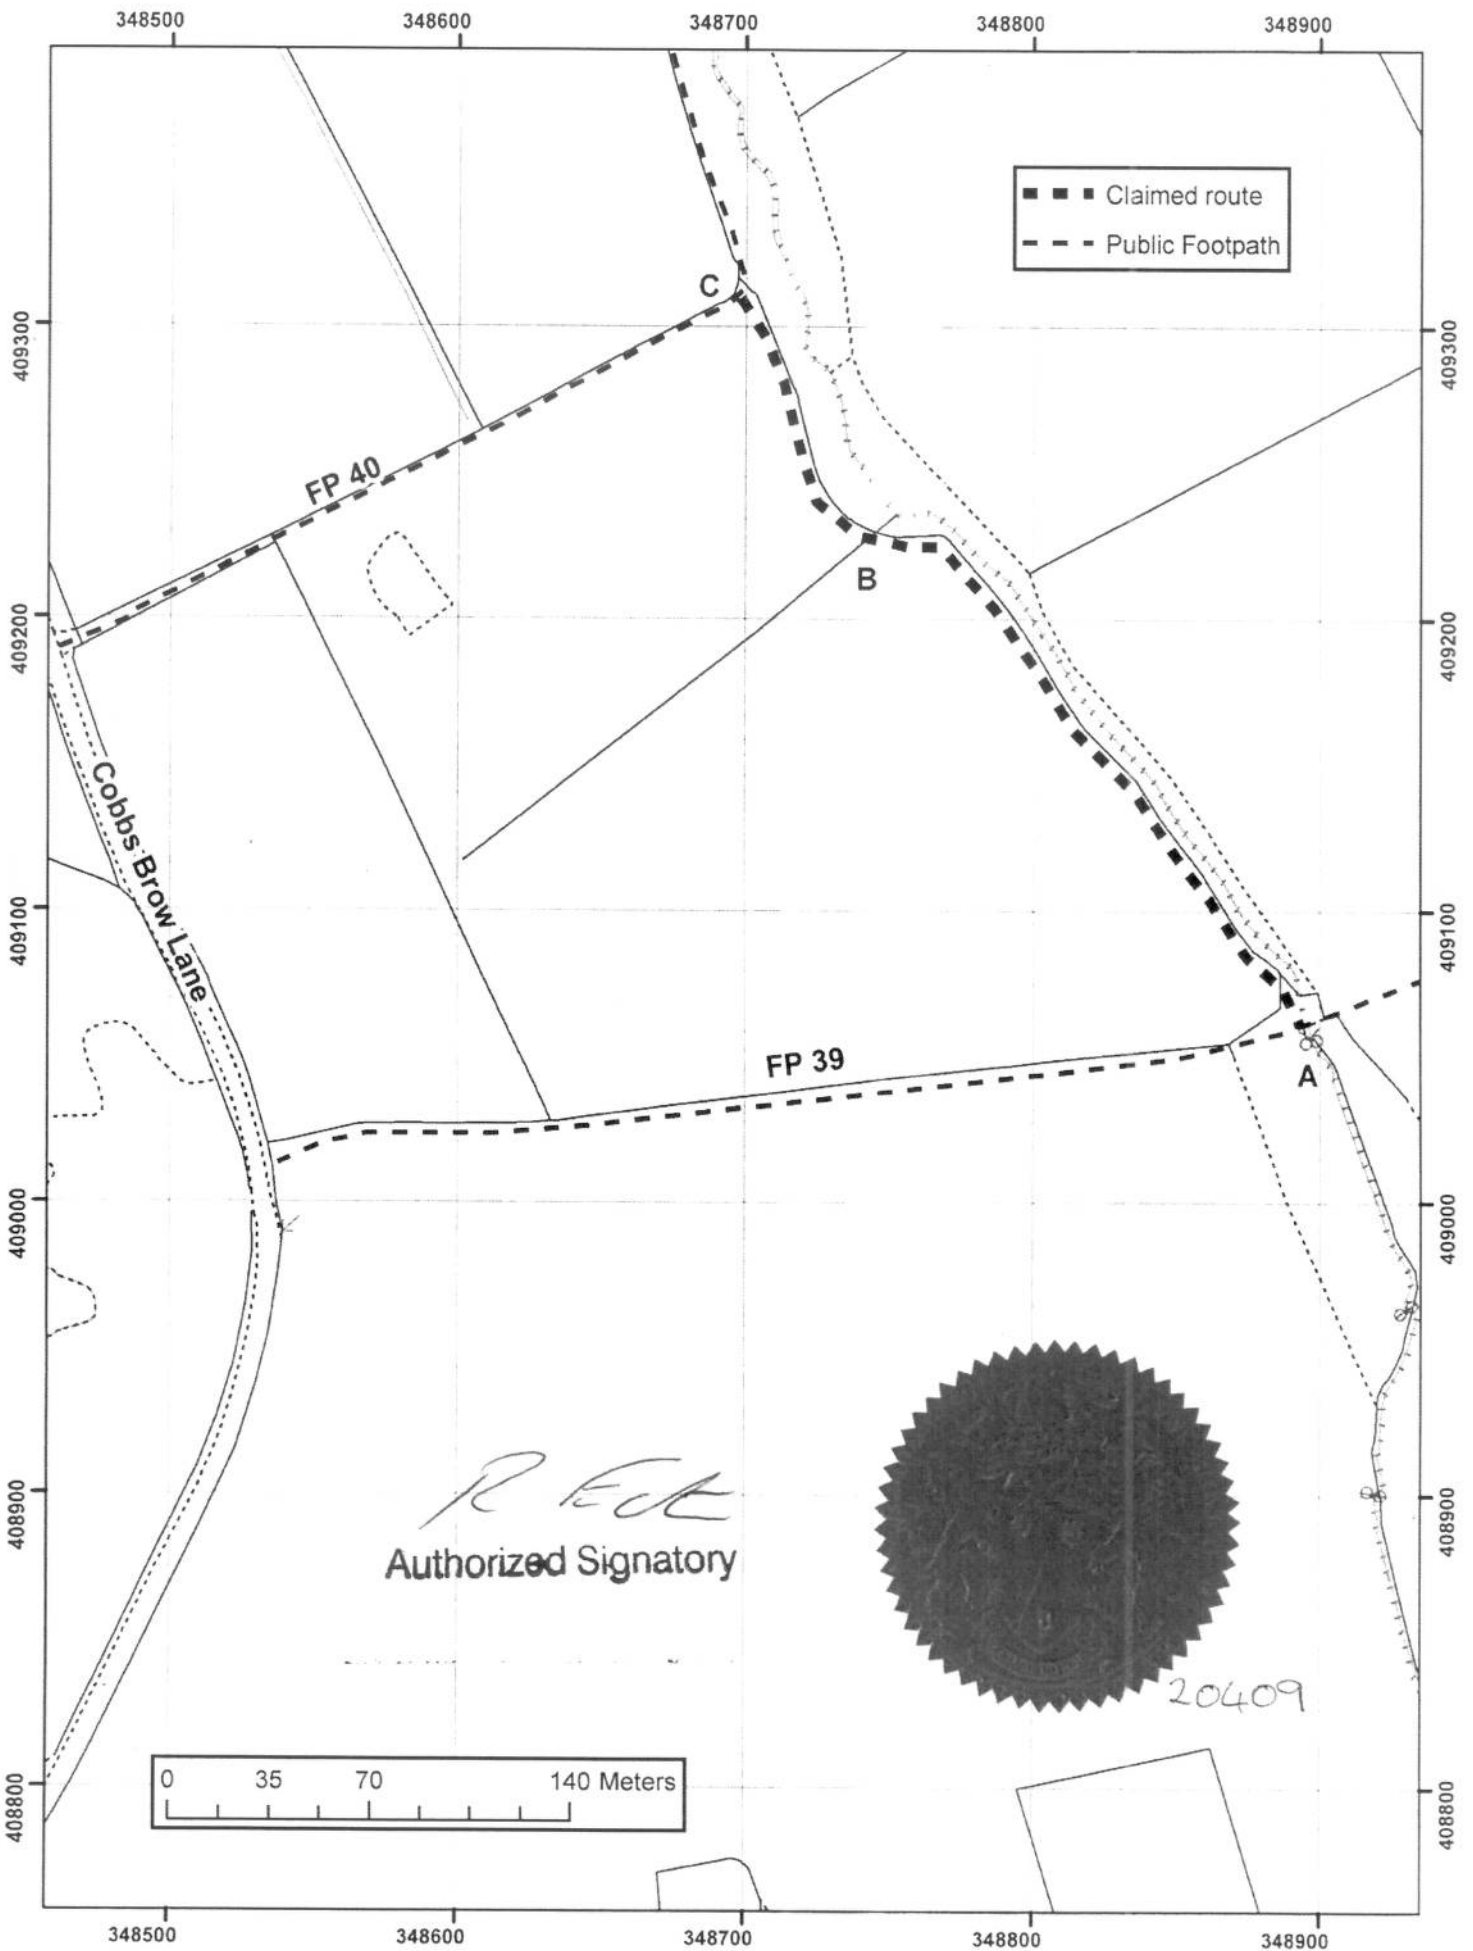 348500 348600 348700 348800 348900
Claimed route
Public Footpath
C
409300 409300
FP 40
B
409200 409200
Cobbs Brow Lane
409100 409100
FP 39
A
409000 409000
408900 408900
Authorized Signatory
20409
0 35 70 140 Meters
408800 408800
348500 348600 348700 348800 348900